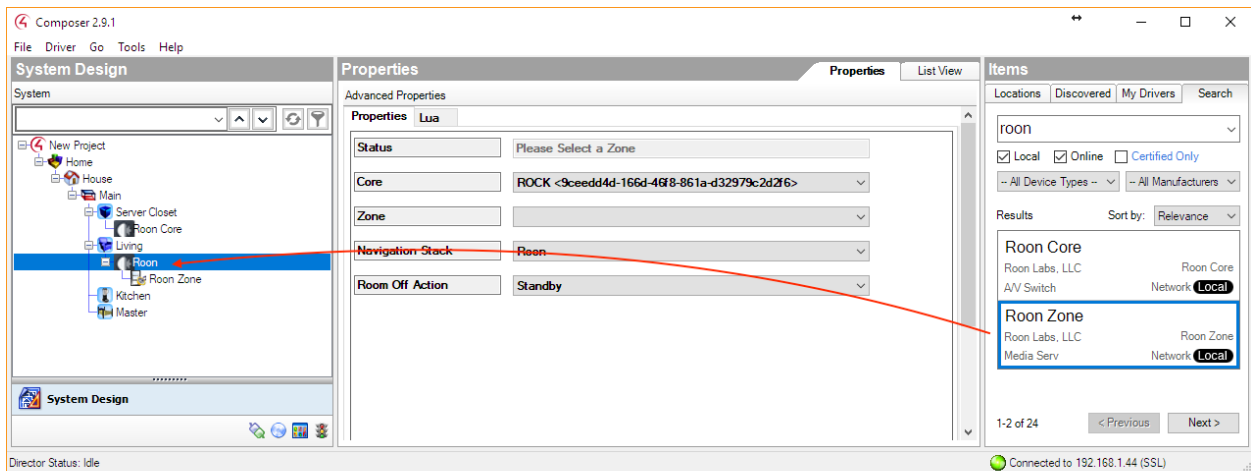 Composer 2.9.1
File Driver Go Tools Help
System Design
System
New Project
Home
House
Main
Server Closet
Roon Core
Living
Roon
Roon Zone
Kitchen
Master
System Design
Properties
Properties List View
Advanced Properties
Properties Lua
Status Please Select a Zone
Core ROCK <9ceedd4d-166d-46f8-861a-d32979c2d2f6>
Zone
Navigation Stack Roon
Room Off Action Standby
Items
Locations Discovered My Drivers Search
roon
Local Online Certified Only
-- All Device Types -- -- All Manufacturers
Results Sort by: Relevance
Roon Core
Roon Labs, LLC Roon Core
A/V Switch Network Local
Roon Zone
Roon Labs, LLC Roon Zone
Media Serv Network Local
1-2 of 24 < Previous Next >
Director Status: Idle Connected to 192.168.1.44 (SSL)